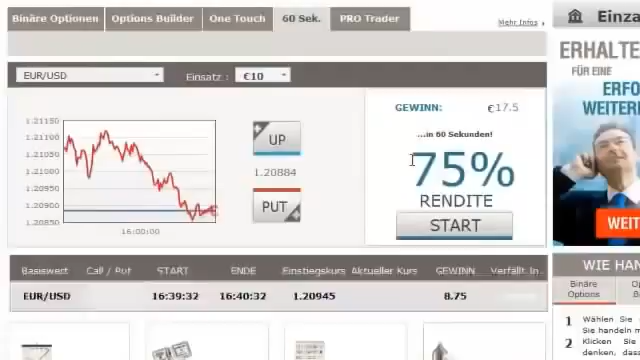 Binäre Optionen
Options Builder
One Touch
60 Sek.
PRO Trader
Mehr Infos
Einza
EUR/USD
Einsatz :
€10
1.21150
1.21100
1.21050
1.20950
1.20900
1.20850
16:00:00
UP
1.20884
PUT
GEWINN:
€17.5
...in 60 Sekunden!
75%
RENDITE
START
ERHALTE
FÜR EINE
ERFO
WEITER
WEIT
Basiswert Call / Put START ENDE Einstiegskurs Aktueller Kurs GEWINN Verfällt in
EUR/USD 16:39:32 16:40:32 1.20945 8.75
WIE HAN
Binäre
Options
1 Wählen Sie
Sie handeln m
2 Klicken Sie
denken, dass